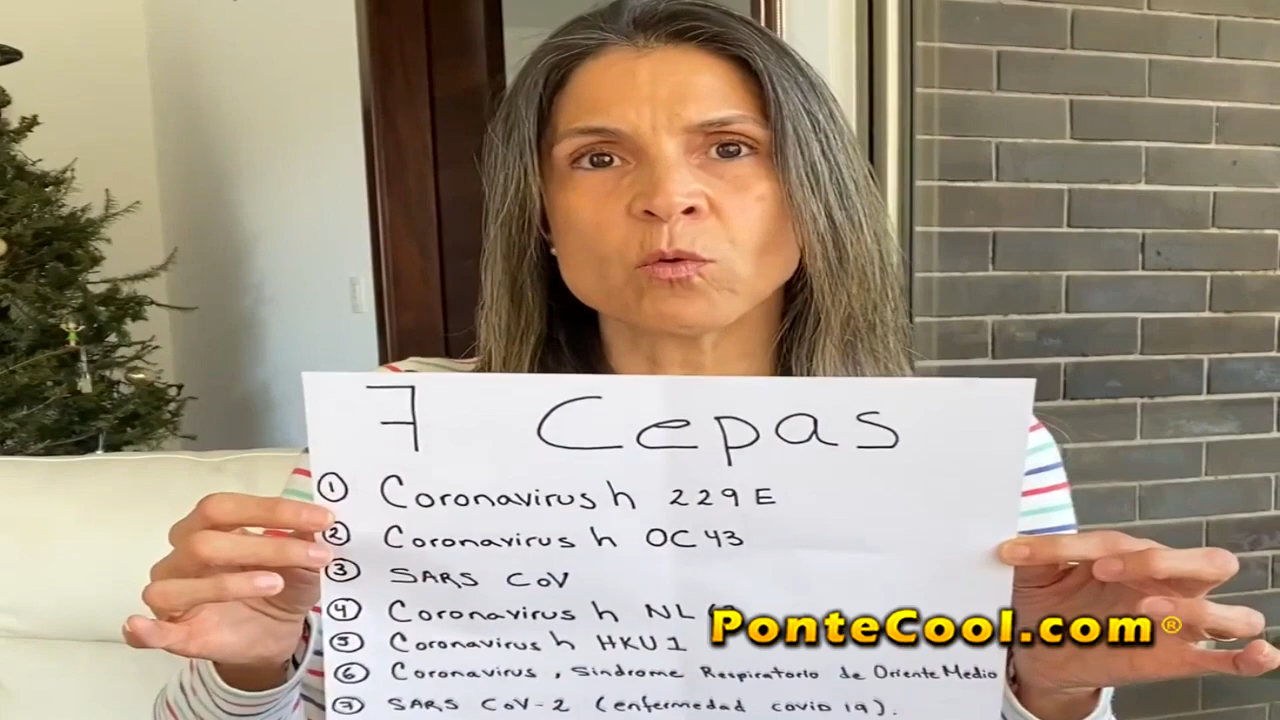 7 Cepas
① Coronavirus h 229E
② Coronavirus h OC43
③ SARS CoV
④ Coronavirus h NL
⑤ Coronavirus h HKU1
PonteCool.com®
⑥ Coronavirus, Síndrome Respiratorio de Oriente Medio
⑦ SARS CoV-2 (enfermedad covid 19).